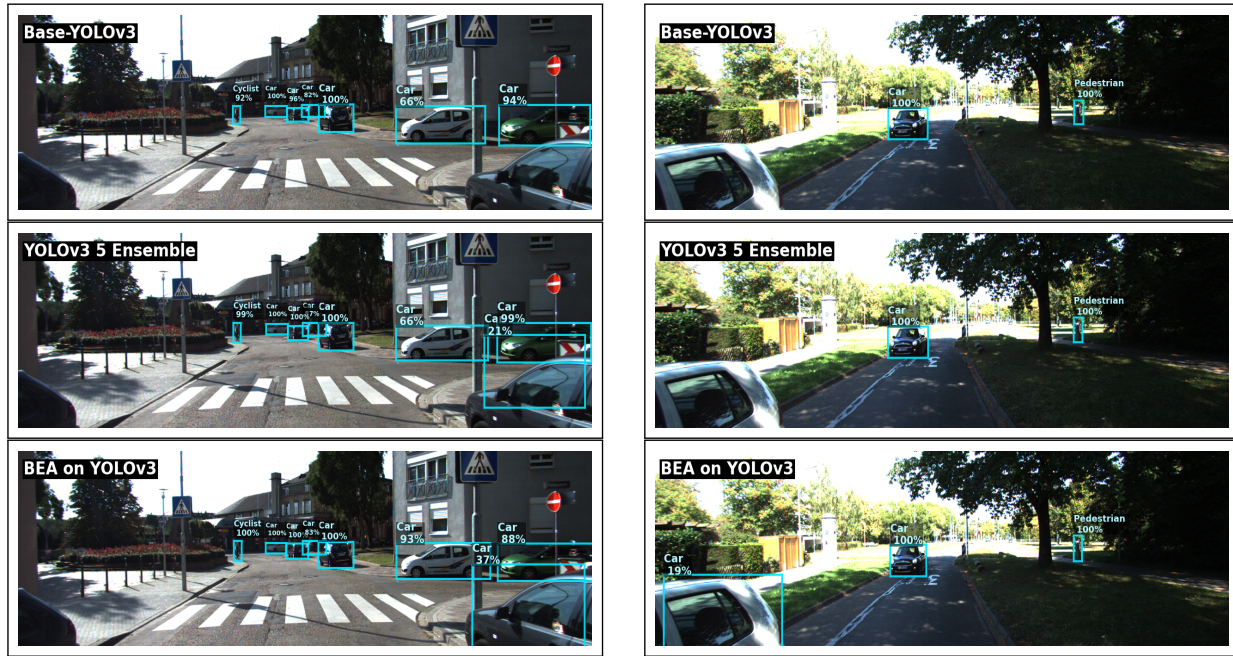 Base-YOLOv3
Cyclist
92%
Car
100%
Car
96%
Car
82%
Car
100%
Car
66%
Car
94%
Base-YOLOv3
Car
100%
Pedestrian
100%
YOLOv3 5 Ensemble
Cyclist
99%
Car
100%
Car
100%
Car
100%
Car
66%
99%
21%
YOLOv3 5 Ensemble
Car
100%
Pedestrian
100%
BEA on YOLOv3
Cyclist
100%
Car
100%
Car
100%
Car
83%
Car
100%
Car
93%
Car
88%
37%
BEA on YOLOv3
Car
19%
Car
100%
Pedestrian
100%